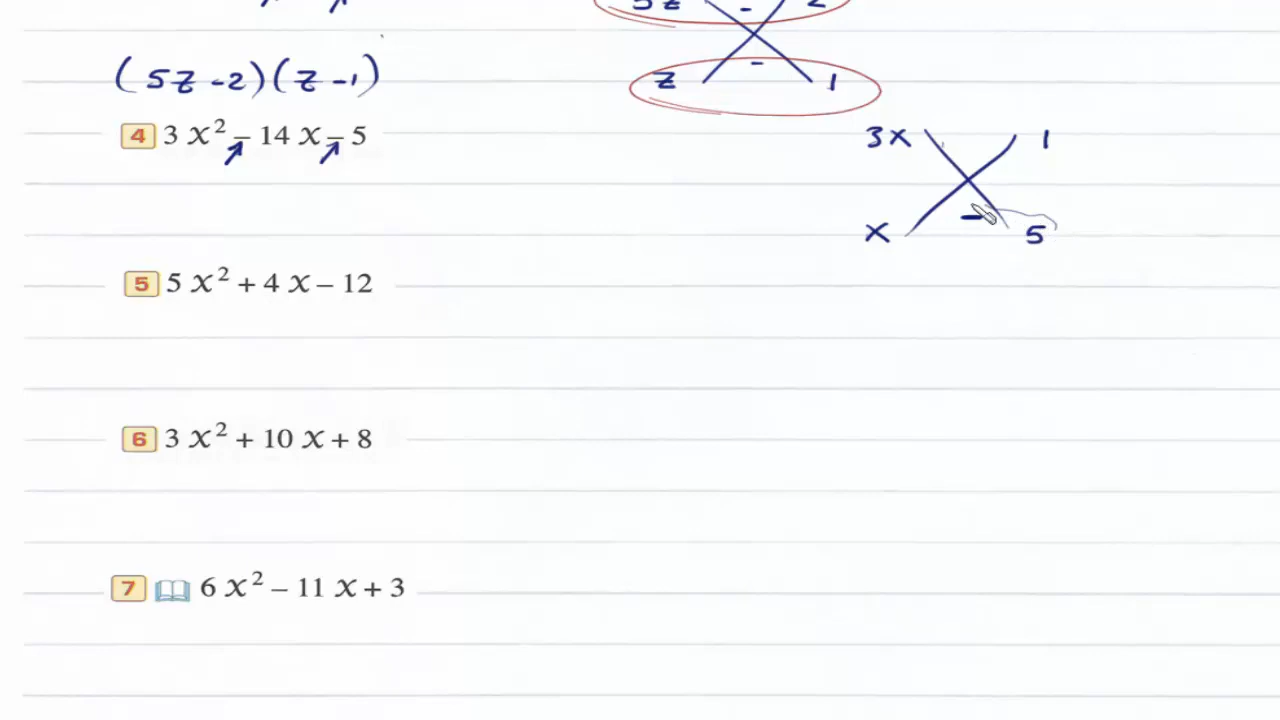 5z - 2
(5z - 2)(z - 1)
z - 1
4 3x² – 14x – 5
3x 1
x - 5
5 5x² + 4x – 12
6 3x² + 10x + 8
7 6x² – 11x + 3